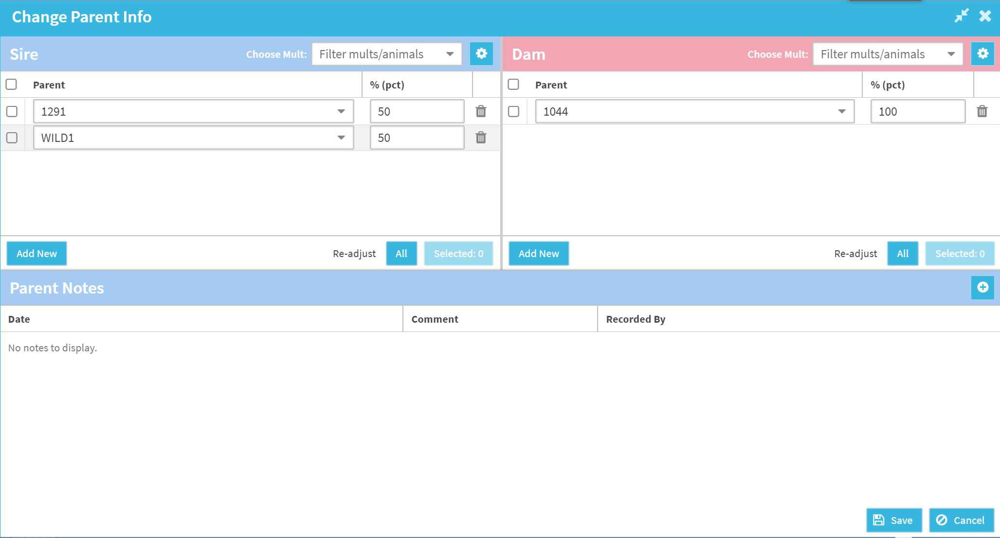 Change Parent Info
Sire Choose Mult: Filter mults/animals
Parent % (pct)
1291 50
WILD1 50
Add New Re-adjust All Selected: 0
Dam Choose Mult: Filter mults/animals
Parent % (pct)
1044 100
Add New Re-adjust All Selected: 0
Parent Notes
Date Comment Recorded By
No notes to display.
Save Cancel